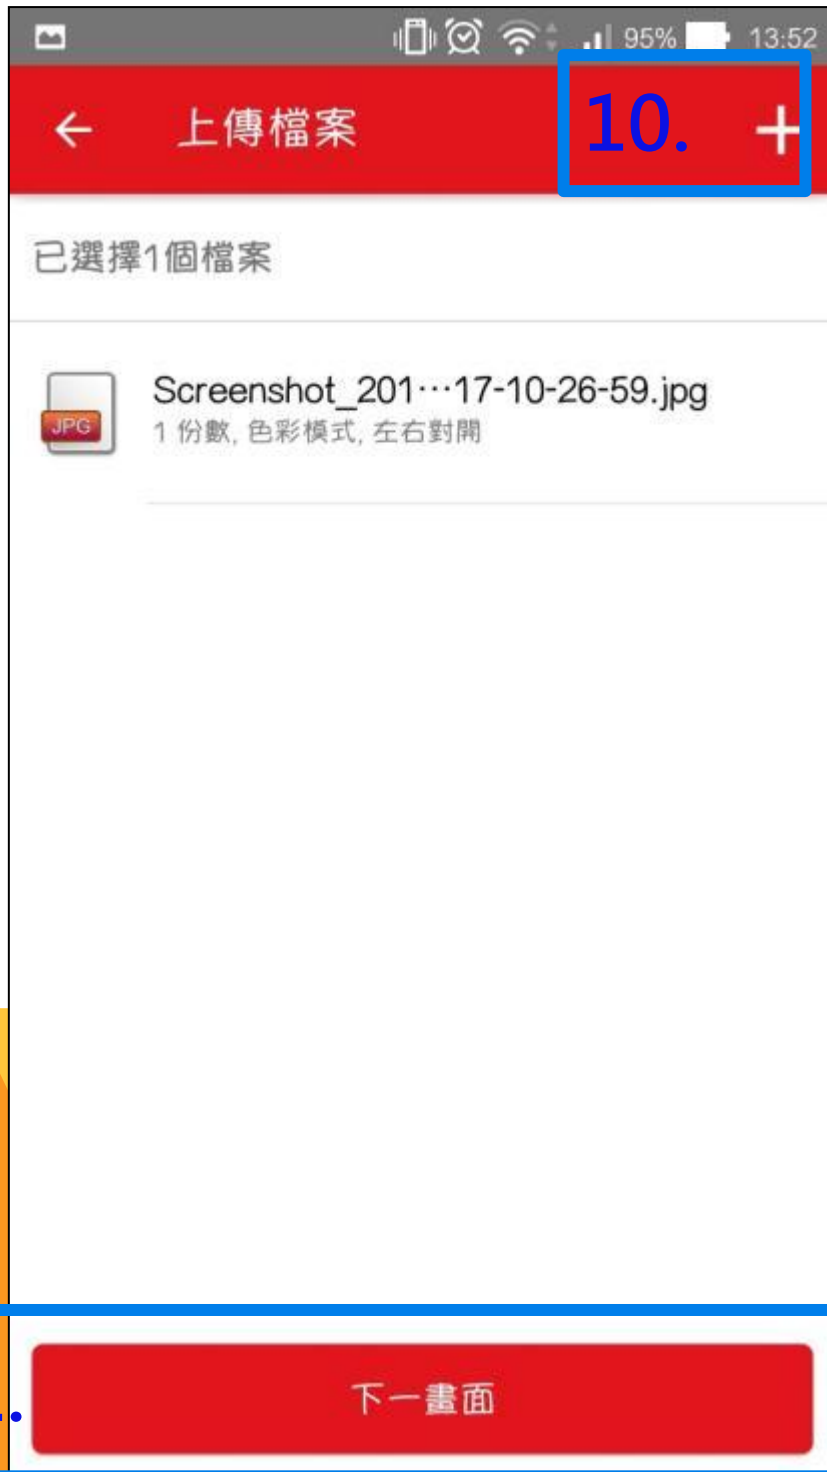 95% 13:52
上傳檔案 10. +
已選擇1個檔案
Screenshot_201…17-10-26-59.jpg
JPG
1 份數, 色彩模式, 左右對開
下一畫面